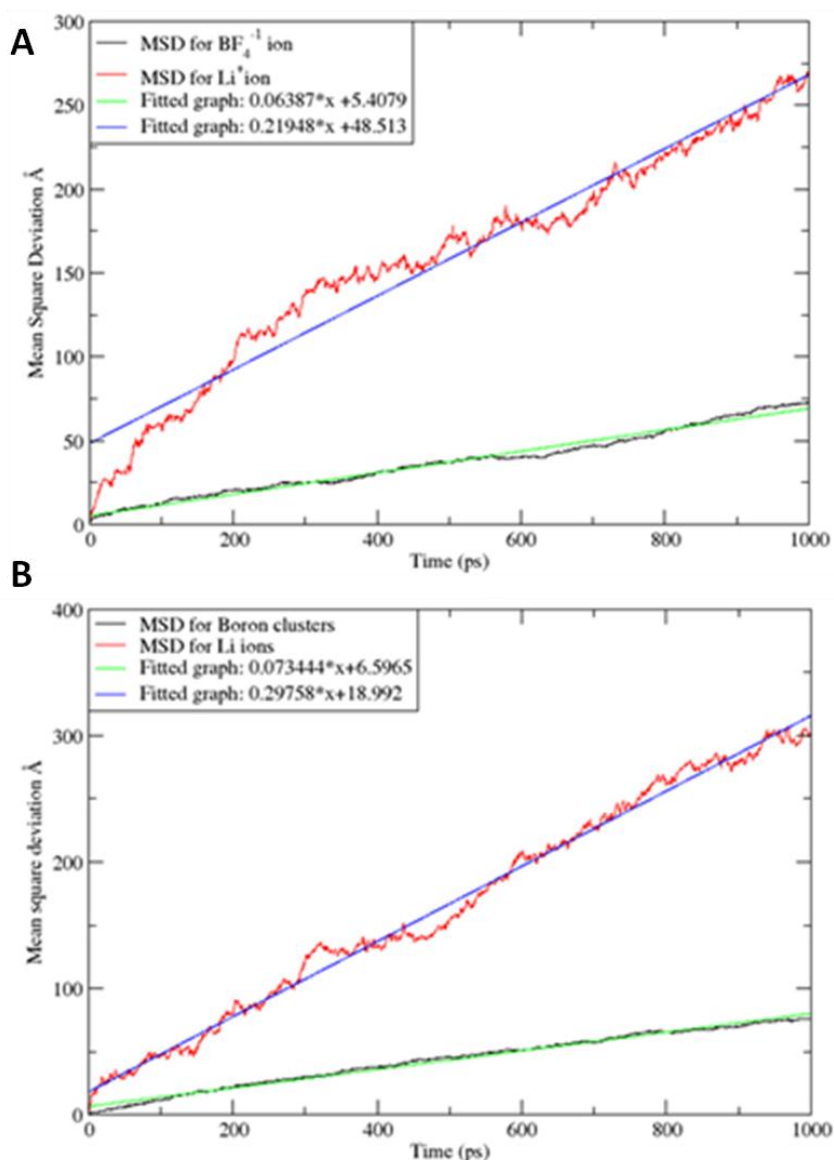 A
300
250
200
150
100
50
0
Mean Square Deviation Å
MSD for BF₄⁻¹ ion
MSD for Li⁺ion
Fitted graph: 0.06387*x +5.4079
Fitted graph: 0.21948*x +48.513
0 200 400 600 800 1000
Time (ps)
B
400
300
200
100
0
Mean square deviation Å
MSD for Boron clusters
MSD for Li ions
Fitted graph: 0.073444*x+6.5965
Fitted graph: 0.29758*x+18.992
0 200 400 600 800 1000
Time (ps)